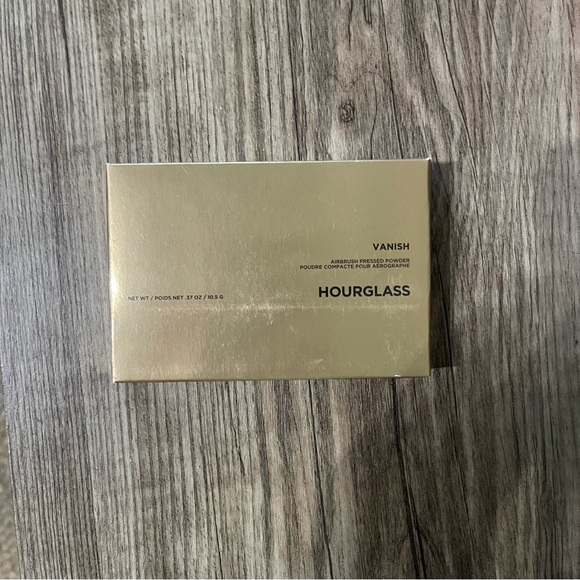 VANISH
AIRBRUSH PRESSED POWDER
POUDRE COMPACTE POUR AÉROGRAPHE
NET WT / POIDS NET .37 OZ / 10.5 G
HOURGLASS